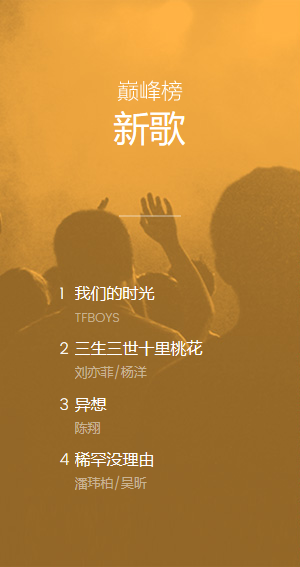 巅峰榜
新歌
1 我们的时光
TFBOYS
2 三生三世十里桃花
刘亦菲/杨洋
3 异想
陈翔
4 稀罕没理由
潘玮柏/吴昕